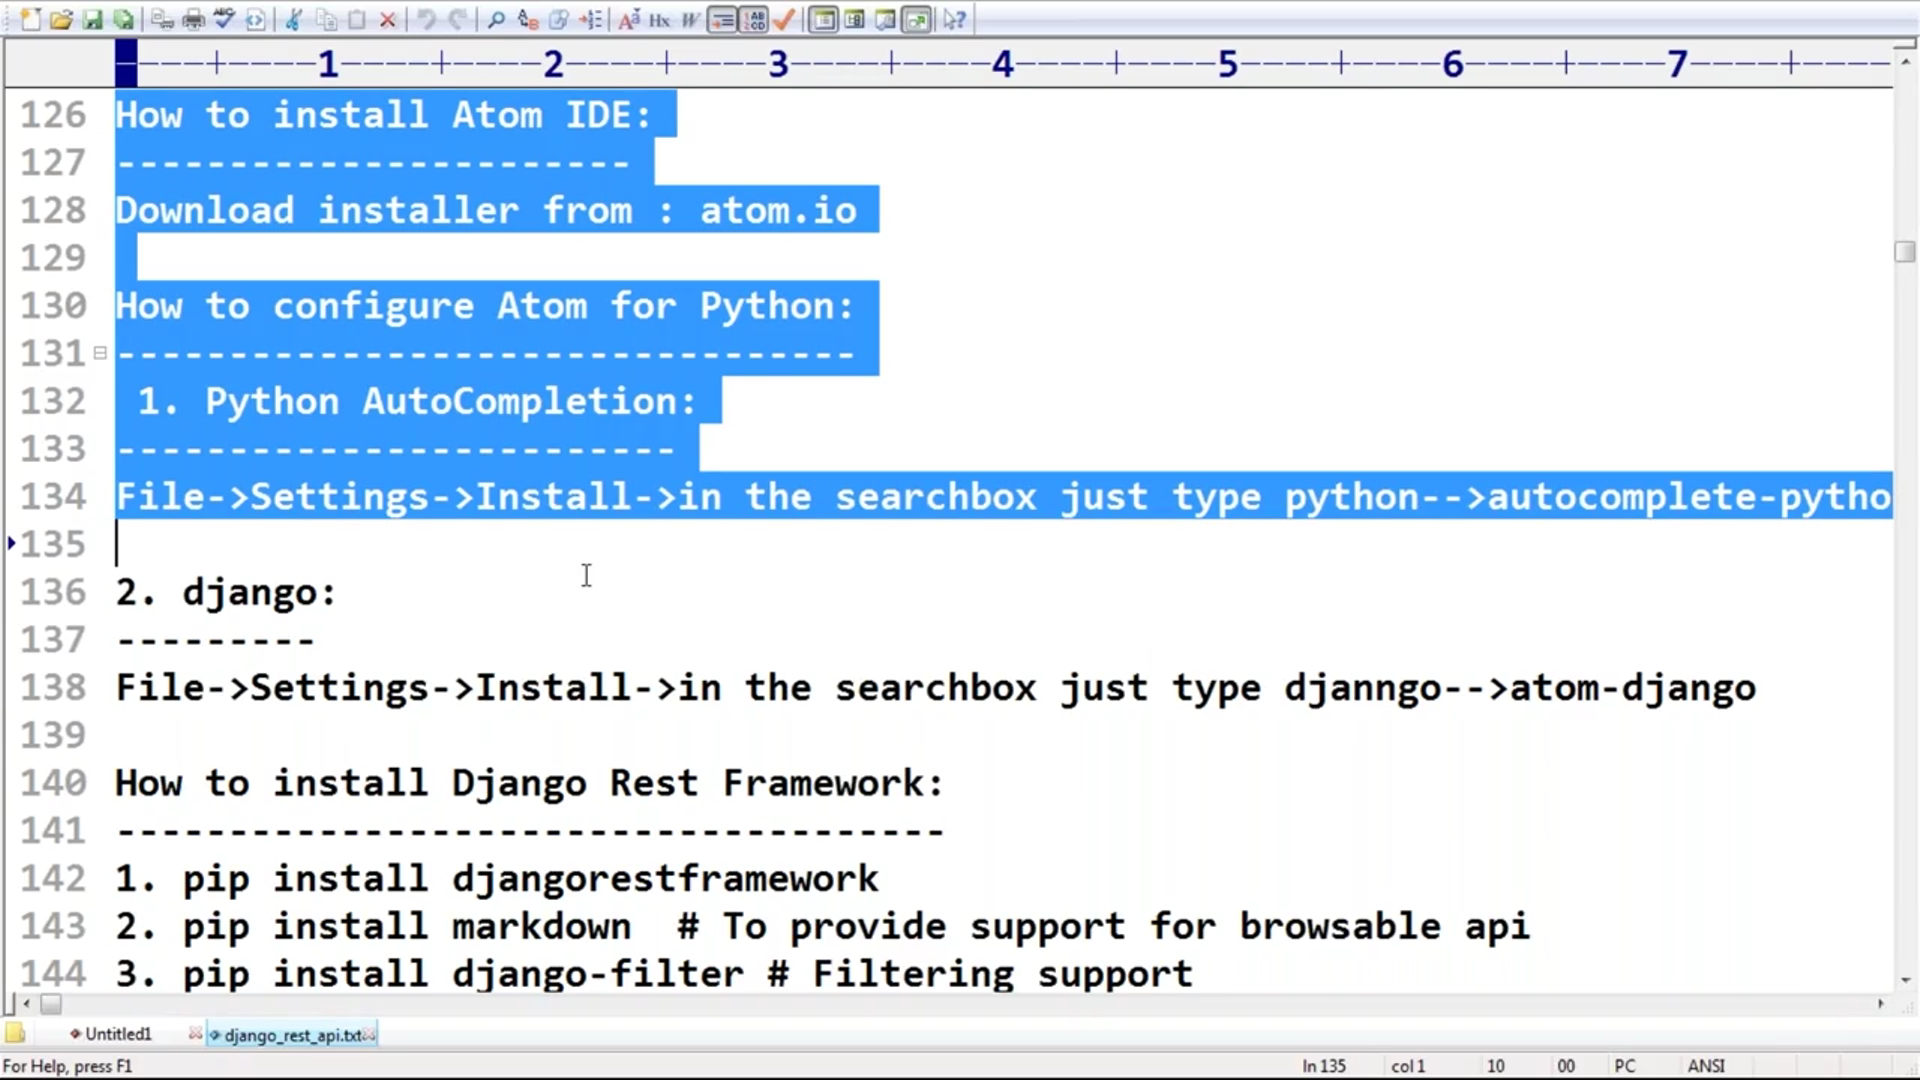 ----+----1----+----2----+----3----+----4----+----5----+----6----+----7----+----
126 How to install Atom IDE:
127 -----------------------
128 Download installer from : atom.io
129
130 How to configure Atom for Python:
131 ---------------------------------
132 1. Python AutoCompletion:
133 -------------------------
134 File->Settings->Install->in the searchbox just type python-->autocomplete-pytho
135
136 2. django:
137 ---------
138 File->Settings->Install->in the searchbox just type djanngo-->atom-django
139
140 How to install Django Rest Framework:
141 -------------------------------------
142 1. pip install djangorestframework
143 2. pip install markdown  # To provide support for browsable api
144 3. pip install django-filter # Filtering support
Untitled1 django_rest_api.txt
For Help, press F1 ln 135 col 1 10 00 PC ANSI